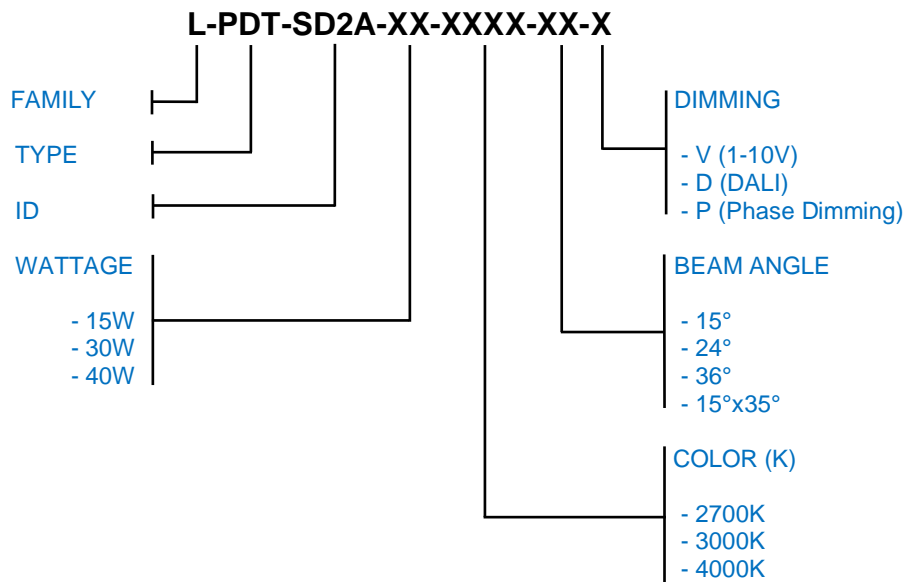 L-PDT-SD2A-XX-XXXX-XX-X
FAMILY
TYPE
ID
WATTAGE
- 15W
- 30W
- 40W
DIMMING
- V (1-10V)
- D (DALI)
- P (Phase Dimming)
BEAM ANGLE
- 15°
- 24°
- 36°
- 15°x35°
COLOR (K)
- 2700K
- 3000K
- 4000K